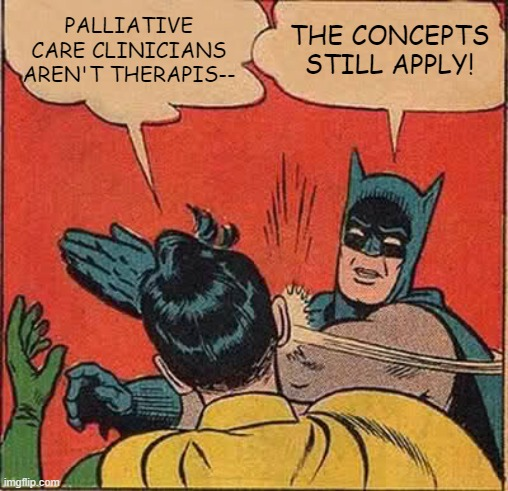 PALLIATIVE
CARE CLINICIANS
AREN'T THERAPIS--
THE CONCEPTS
STILL APPLY!
imgflip.com